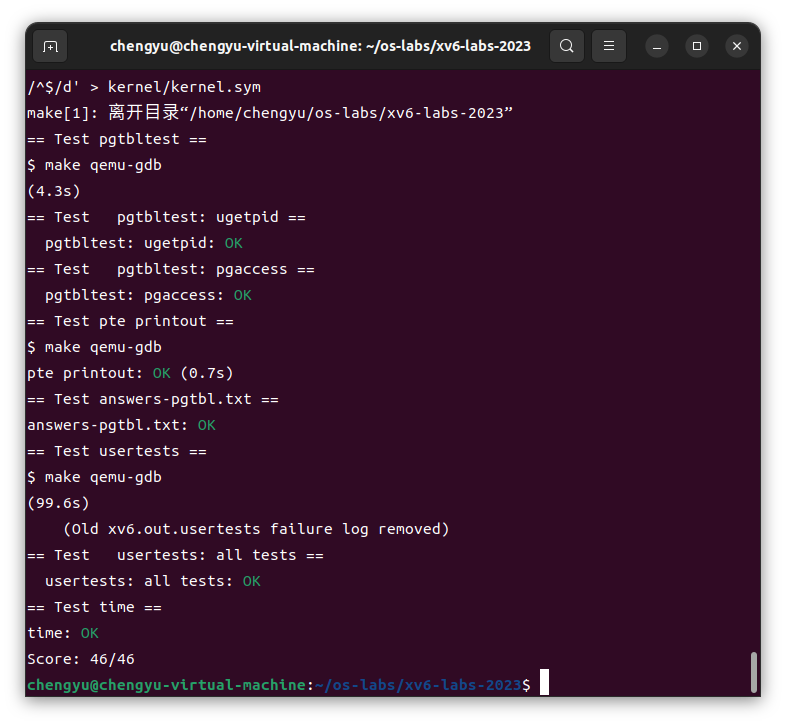 chengyu@chengyu-virtual-machine: ~/os-labs/xv6-labs-2023
/^$/d' > kernel/kernel.sym
make[1]: 离开目录“/home/chengyu/os-labs/xv6-labs-2023”
== Test pgtbltest ==
$ make qemu-gdb
(4.3s)
== Test   pgtbltest: ugetpid ==
  pgtbltest: ugetpid: OK
== Test   pgtbltest: pgaccess ==
  pgtbltest: pgaccess: OK
== Test pte printout ==
$ make qemu-gdb
pte printout: OK (0.7s)
== Test answers-pgtbl.txt ==
answers-pgtbl.txt: OK
== Test usertests ==
$ make qemu-gdb
(99.6s)
    (Old xv6.out.usertests failure log removed)
== Test   usertests: all tests ==
  usertests: all tests: OK
== Test time ==
time: OK
Score: 46/46
chengyu@chengyu-virtual-machine:~/os-labs/xv6-labs-2023$